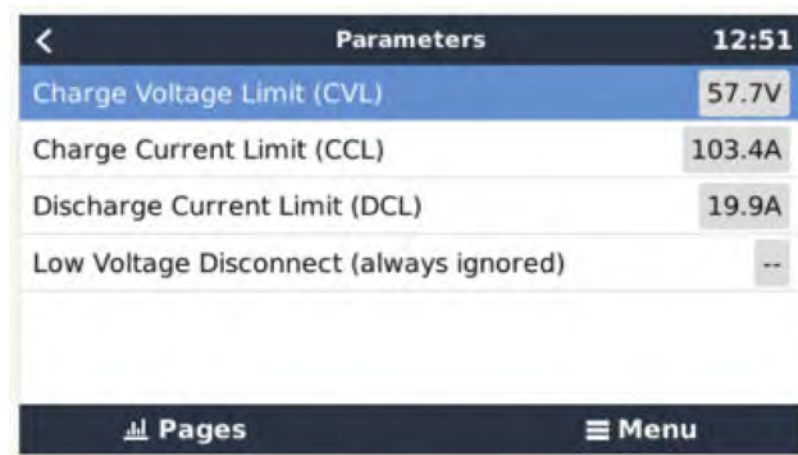 Parameters 12:51
Charge Voltage Limit (CVL) 57.7V
Charge Current Limit (CCL) 103.4A
Discharge Current Limit (DCL) 19.9A
Low Voltage Disconnect (always ignored) --
Pages Menu